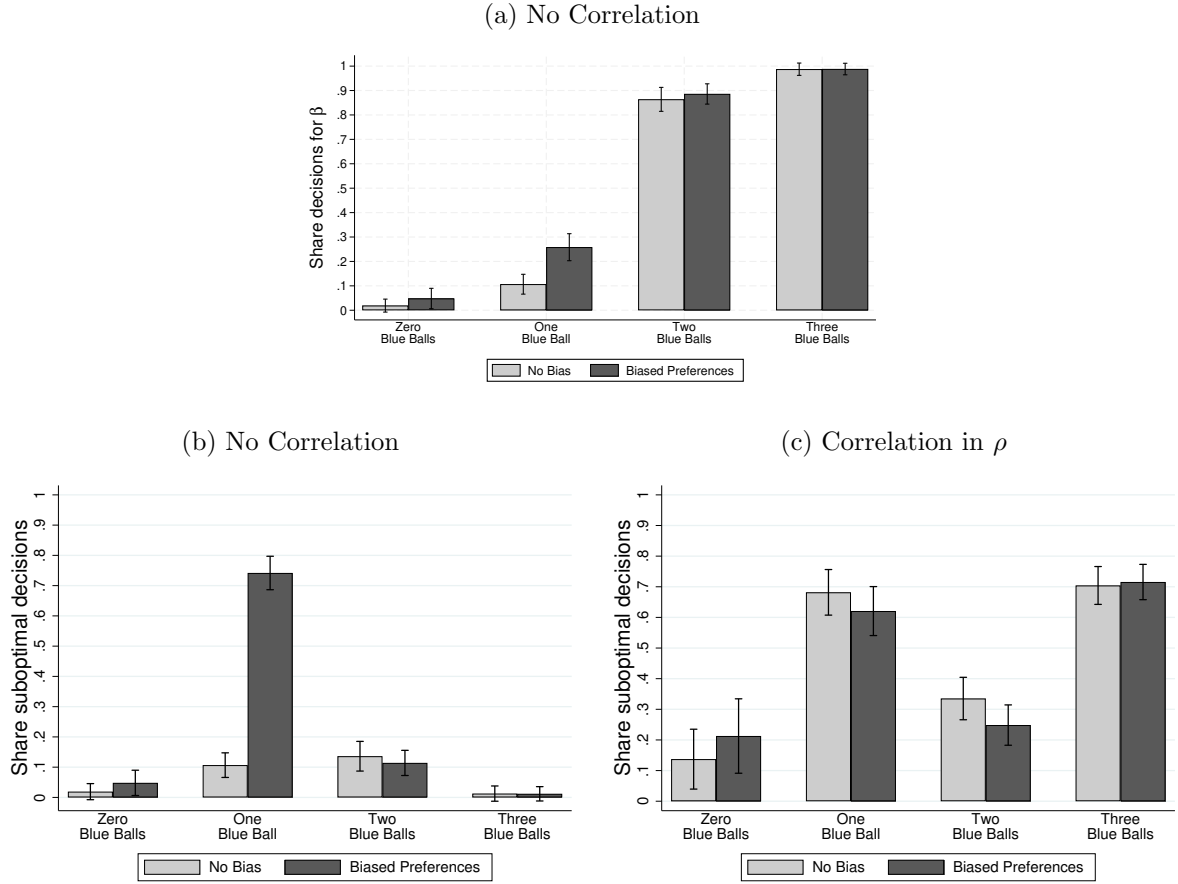 (a) No Correlation
Share decisions for β
1
.9
.8
.7
.6
.5
.4
.3
.2
.1
0
Zero
Blue Balls
One
Blue Ball
Two
Blue Balls
Three
Blue Balls
No Bias
Biased Preferences
(b) No Correlation
Share suboptimal decisions
1
.9
.8
.7
.6
.5
.4
.3
.2
.1
0
Zero
Blue Balls
One
Blue Ball
Two
Blue Balls
Three
Blue Balls
No Bias
Biased Preferences
(c) Correlation in ρ
Share suboptimal decisions
1
.9
.8
.7
.6
.5
.4
.3
.2
.1
0
Zero
Blue Balls
One
Blue Ball
Two
Blue Balls
Three
Blue Balls
No Bias
Biased Preferences